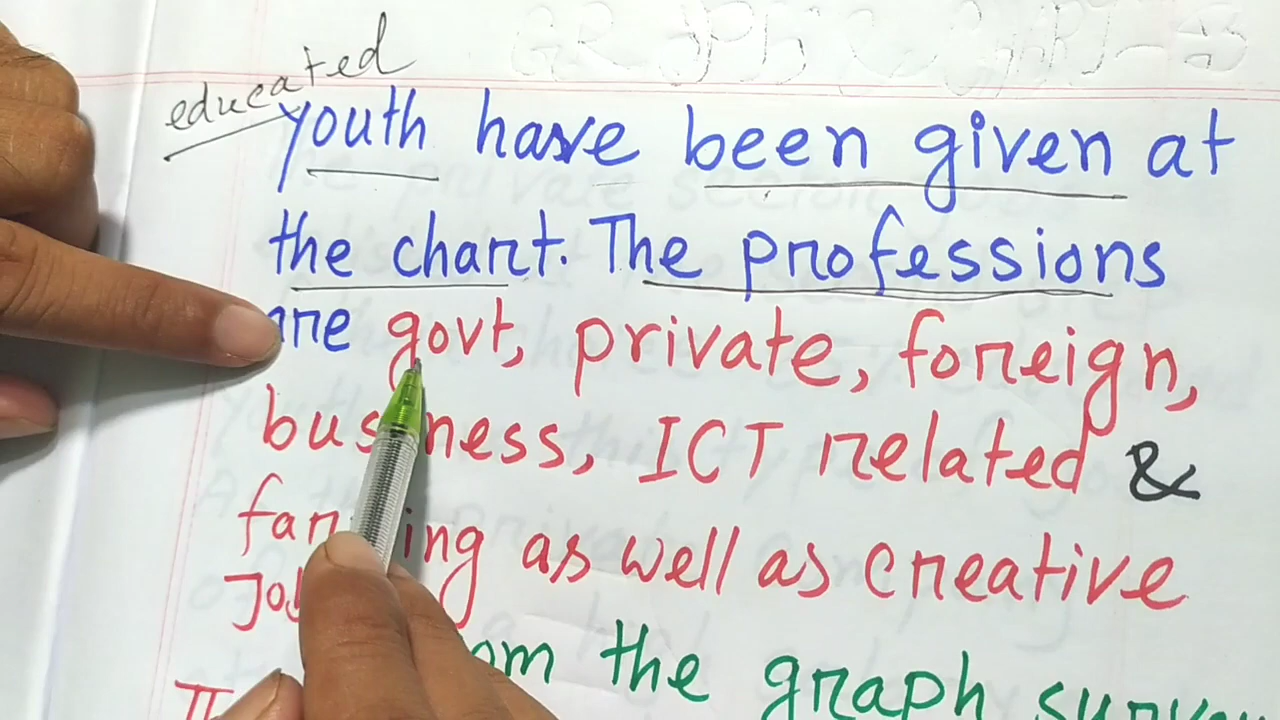 educated
youth have been given at
the chart. The professions
are govt, private, foreign,
business, ICT related &
farming as well as creative
the graph